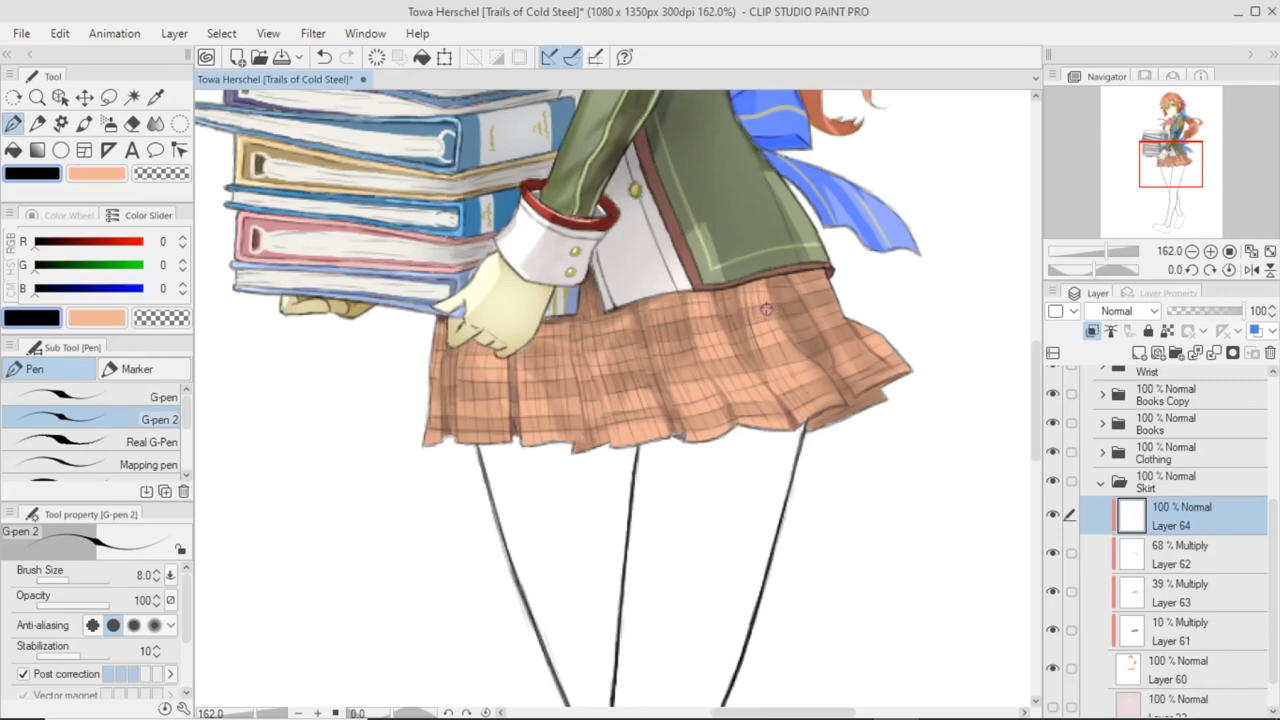 Towa Herschel [Trails of Cold Steel]* (1080 x 1350px 300dpi 162.0%) - CLIP STUDIO PAINT PRO
File Edit Animation Layer Select View Filter Window Help
Towa Herschel [Trails of Cold Steel]*
Tool
Color Wheel Color Slider
RGB
R 0
G 0
B 0
Sub Tool [Pen]
Pen Marker
G-pen
G-pen 2
Real G-Pen
Mapping pen
Tool property [G-pen 2]
G-pen 2
Brush Size 8.0
Opacity 100
Anti-aliasing
Stabilization 10
Post correction
Vector magnet
162.0 0.0
Navigator
162.0
0.0
Layer Layer Property
Normal 100
Wrist
100 % Normal
Books Copy
100 % Normal
Books
100 % Normal
Clothing
100 % Normal
Skirt
100 % Normal
Layer 64
68 % Multiply
Layer 62
39 % Multiply
Layer 63
10 % Multiply
Layer 61
100 % Normal
Layer 60
100 % Normal